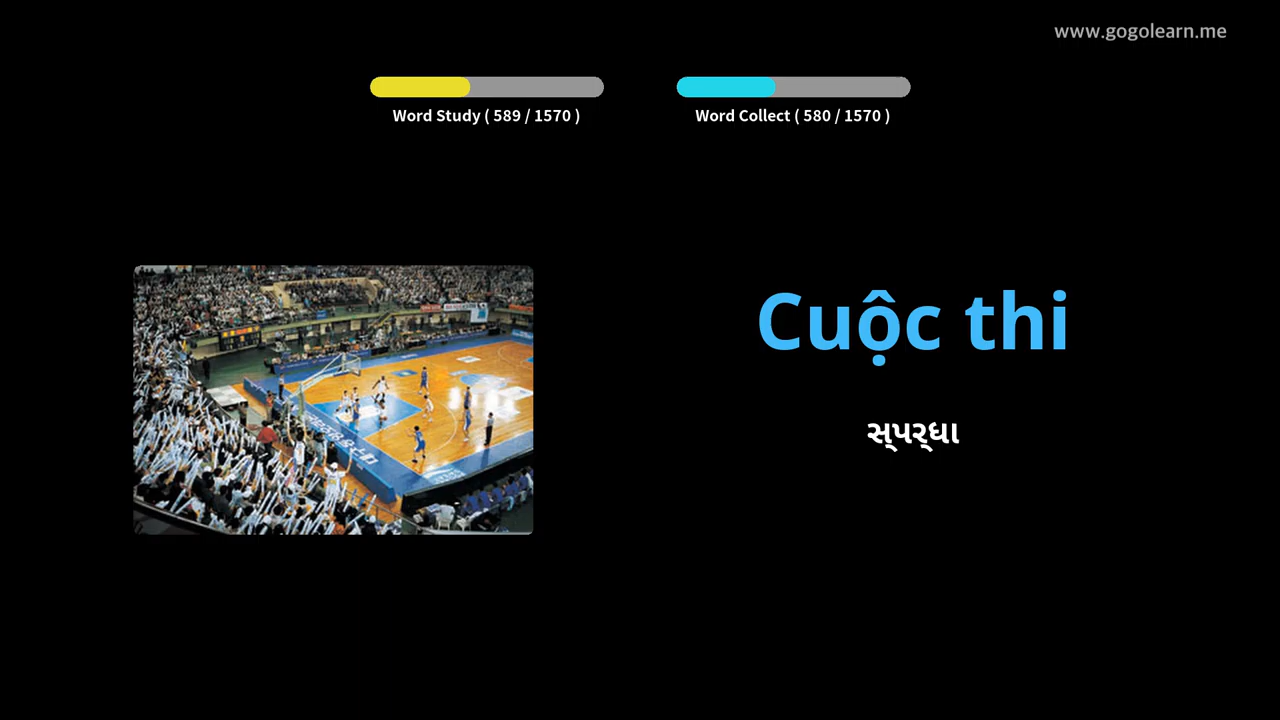 www.gogolearn.me
Word Study ( 589 / 1570 )
Word Collect ( 580 / 1570 )
Cuộc thi
સ્પર્ધા